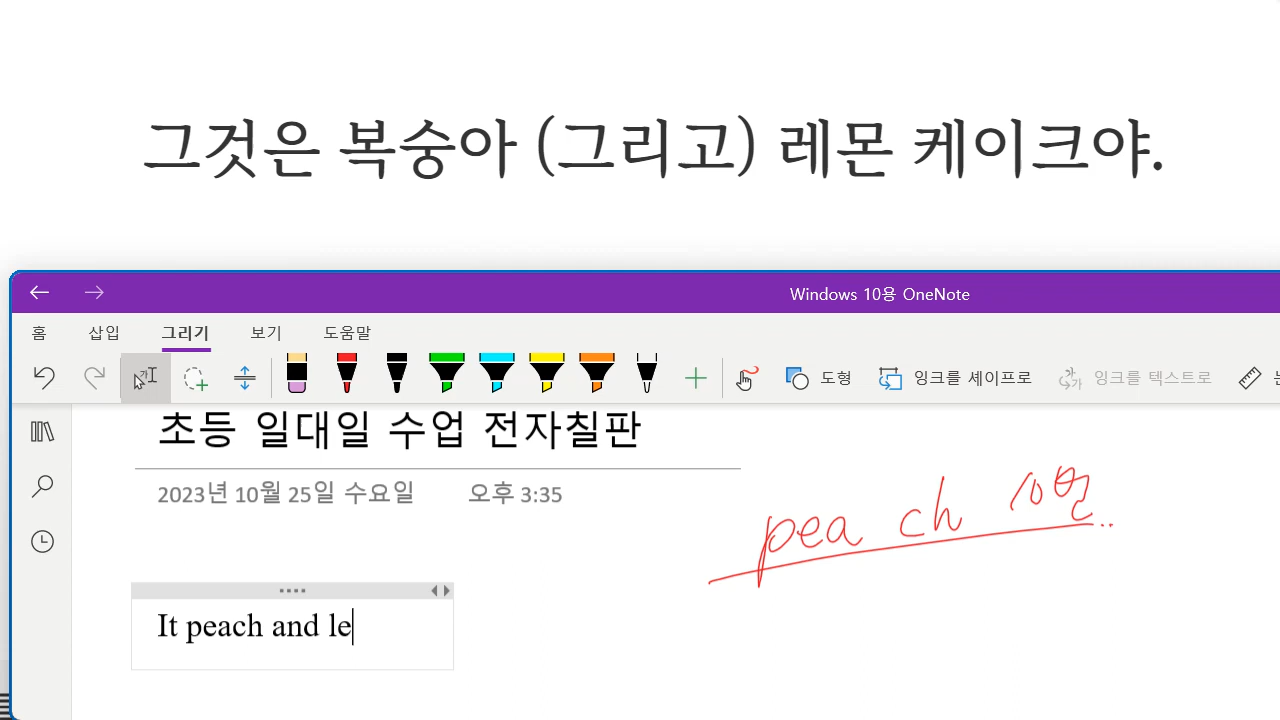 그것은 복숭아 (그리고) 레몬 케이크야.
Windows 10용 OneNote
홈 삽입 그리기 보기 도움말
가 도형 잉크를 셰이프로 가 잉크를 텍스트로
초등 일대일 수업 전자칠판
2023년 10월 25일 수요일 오후 3:35
pea ch 10번..
It peach and le